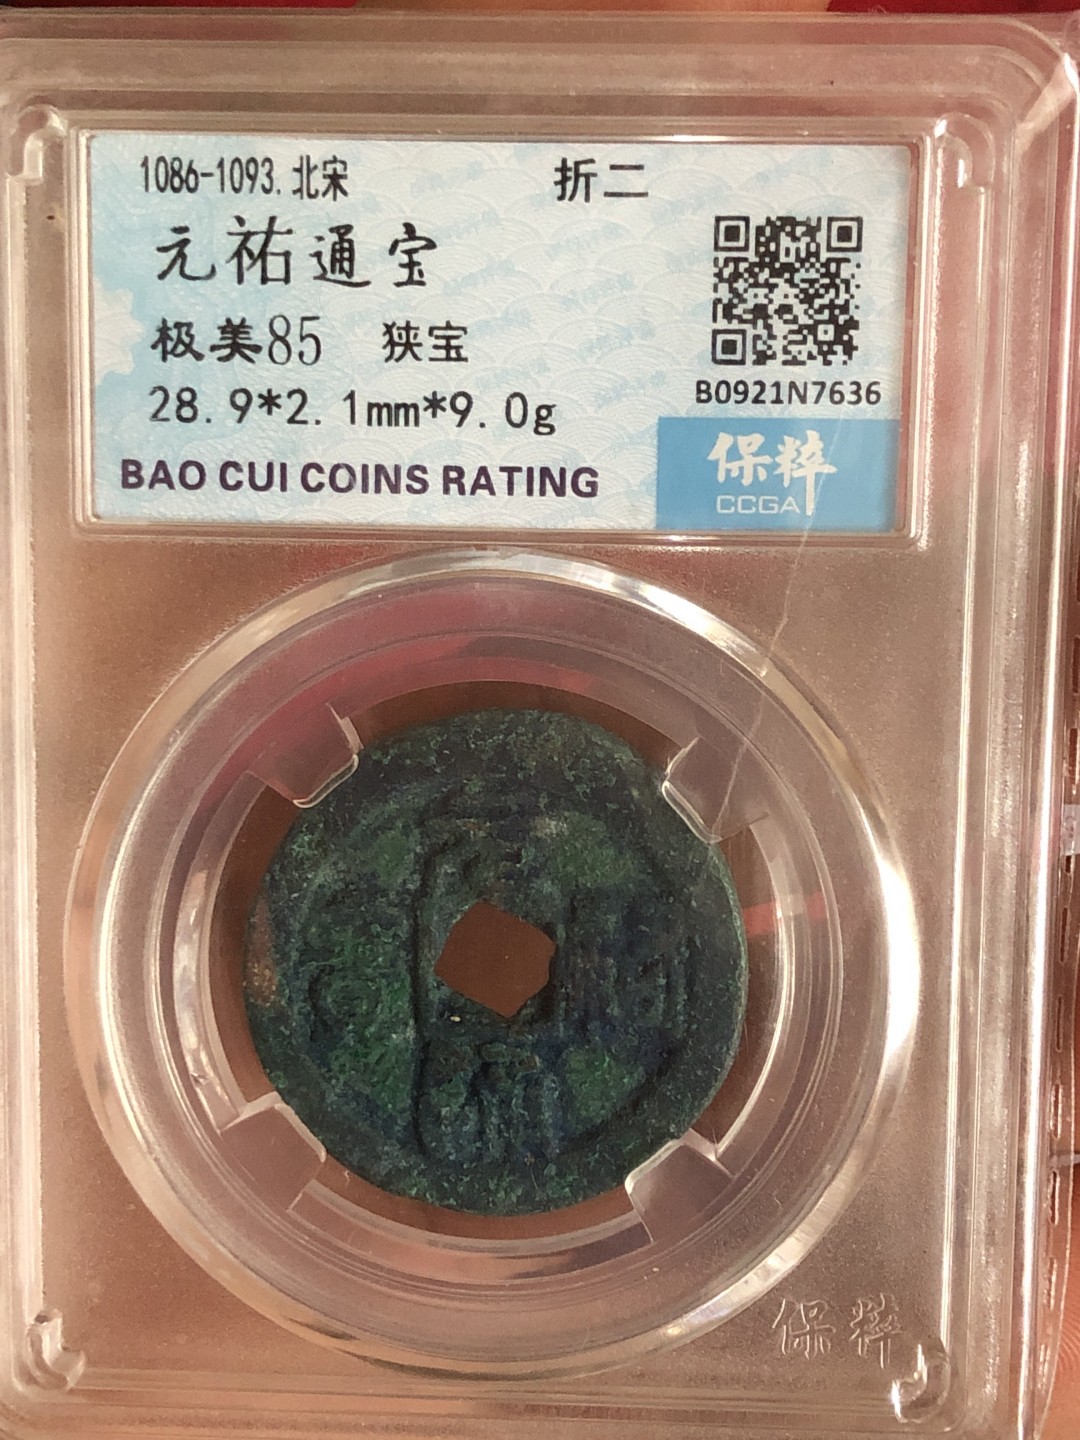 1086-1093.北宋 折二
元祐通宝
极美85 狭宝
28.9*2.1mm*9.0g
B0921N7636
BAO CUI COINS RATING
保粹
CCGA
保粹